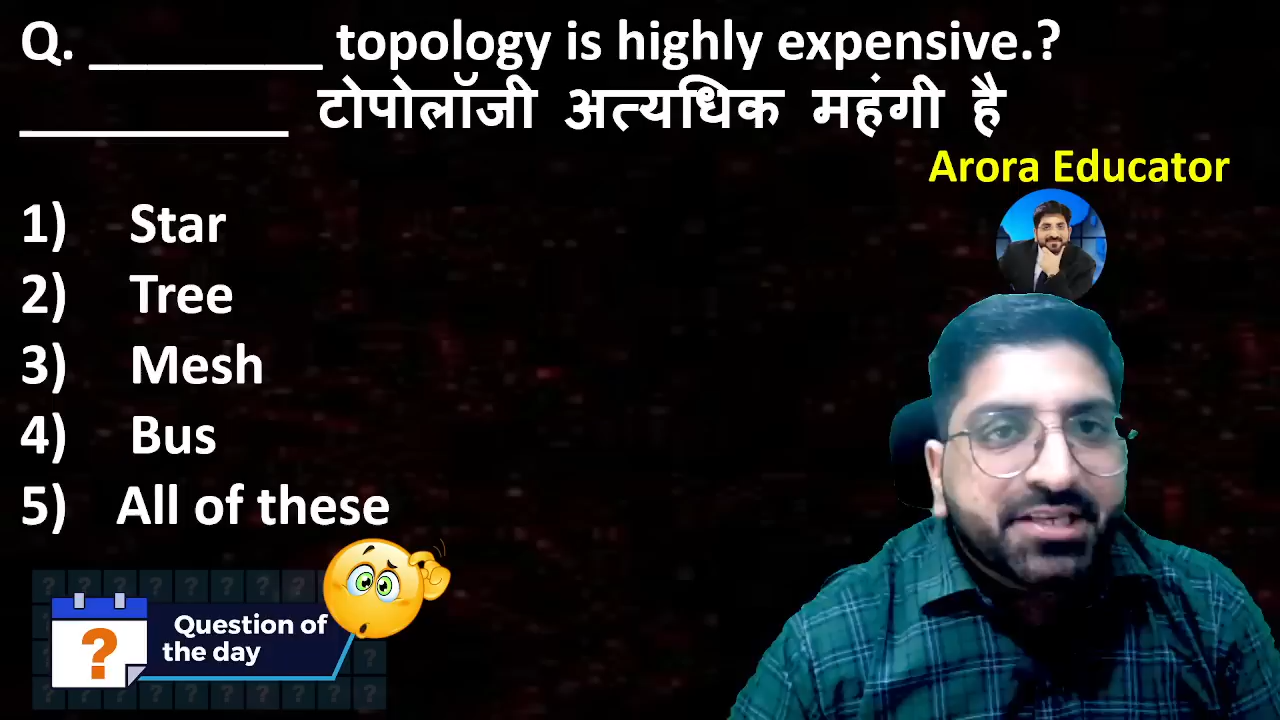 Q. _________ topology is highly expensive.?
__________ टोपोलॉजी अत्यधिक महंगी है
Arora Educator
1) Star
2) Tree
3) Mesh
4) Bus
5) All of these
?
Question of
the day